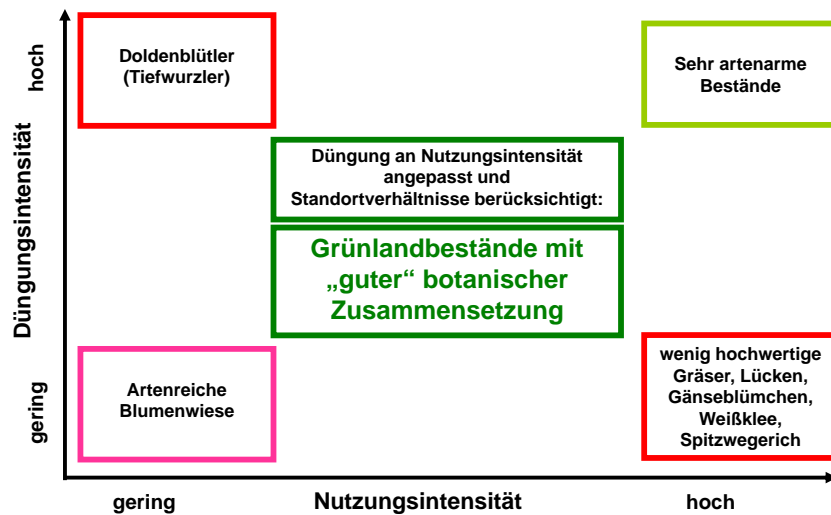 hoch
Doldenblütler
(Tiefwurzler)
Sehr artenarme
Bestände
Düngungsintensität
Düngung an Nutzungsintensität
angepasst und
Standortverhältnisse berücksichtigt:
Grünlandbestände mit
„guter“ botanischer
Zusammensetzung
gering
Artenreiche
Blumenwiese
wenig hochwertige
Gräser, Lücken,
Gänseblümchen,
Weißklee,
Spitzwegerich
gering
Nutzungsintensität
hoch